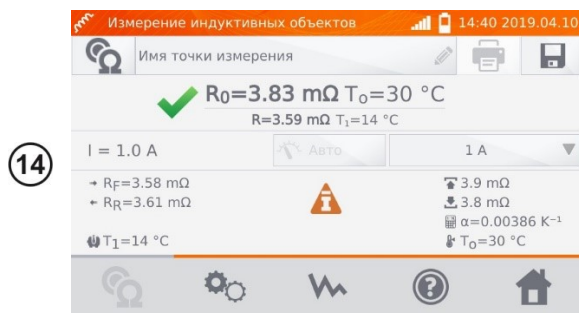 Измерение индуктивных объектов 14:40 2019.04.10
Имя точки измерения
R₀=3.83 mΩ T₀=30 °C
R=3.59 mΩ T₁=14 °C
14
I = 1.0 A Авто 1 A
→ RF=3.58 mΩ 3.9 mΩ
← RR=3.61 mΩ 3.8 mΩ
α=0.00386 K⁻¹
T₁=14 °C T₀=30 °C